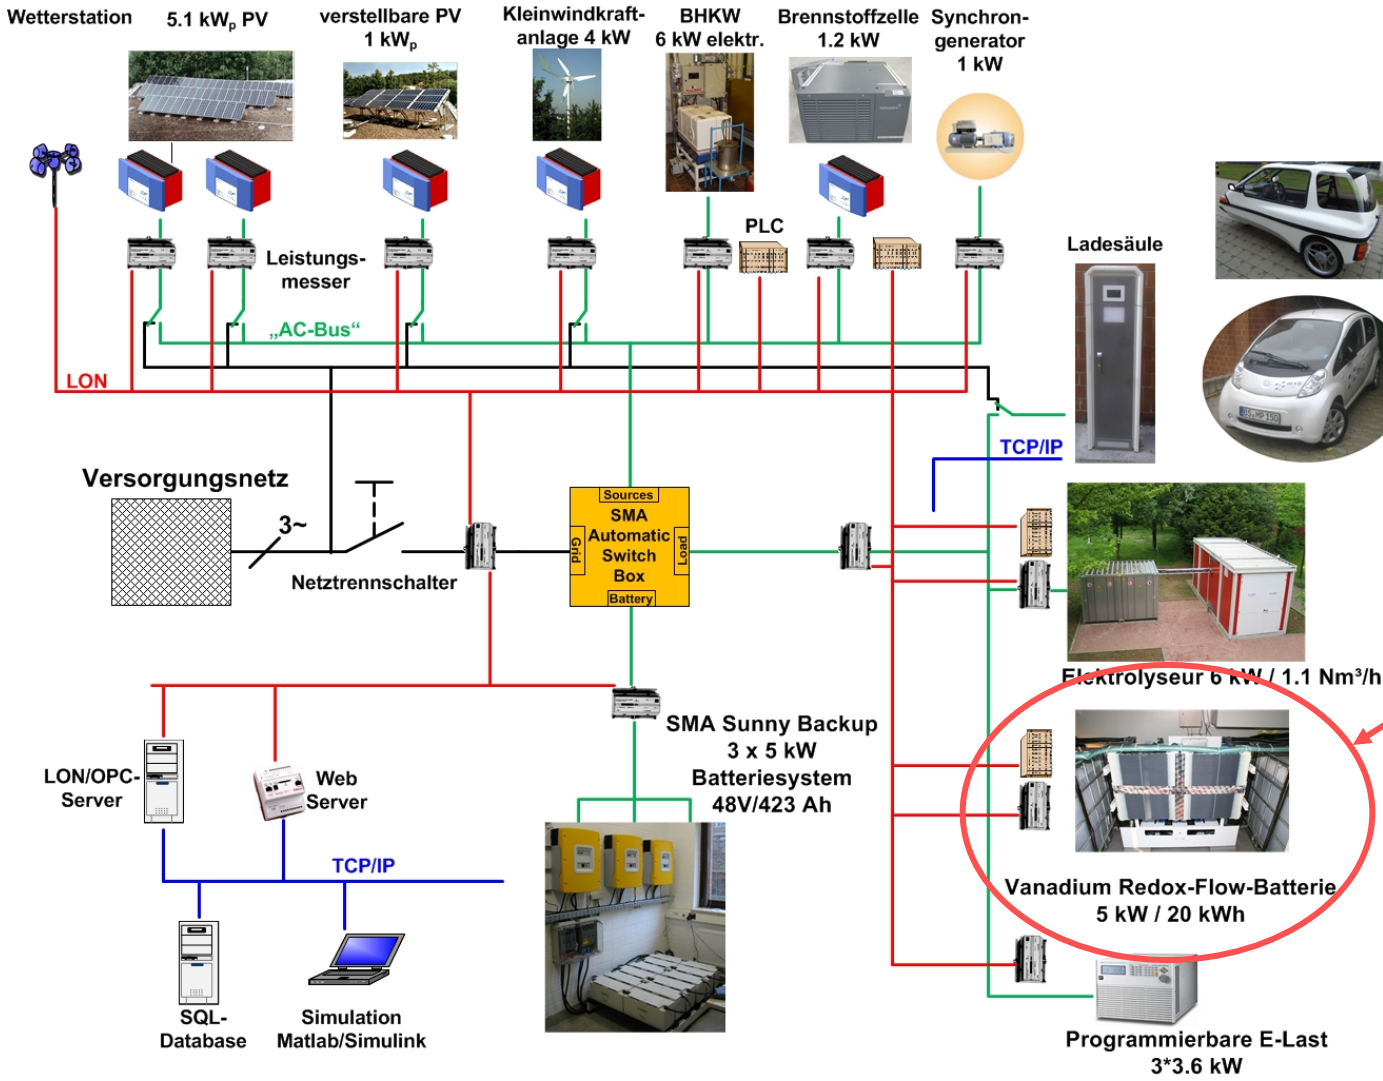 Wetterstation
5.1 kWp PV
verstellbare PV
1 kWp
Kleinwindkraft-
anlage 4 kW
BHKW
6 kW elektr.
Brennstoffzelle
1.2 kW
Synchron-
generator
1 kW
Leistungs-
messer
PLC
Ladesäule
„AC-Bus“
LON
TCP/IP
Versorgungsnetz
3~
Netztrennschalter
Sources
SMA
Automatic
Switch
Box
Grid
Load
Battery
Elektrolyseur 6 kW / 1.1 Nm³/h
SMA Sunny Backup
3 x 5 kW
Batteriesystem
48V/423 Ah
LON/OPC-
Server
Web
Server
TCP/IP
Vanadium Redox-Flow-Batterie
5 kW / 20 kWh
SQL-
Database
Simulation
Matlab/Simulink
Programmierbare E-Last
3*3.6 kW